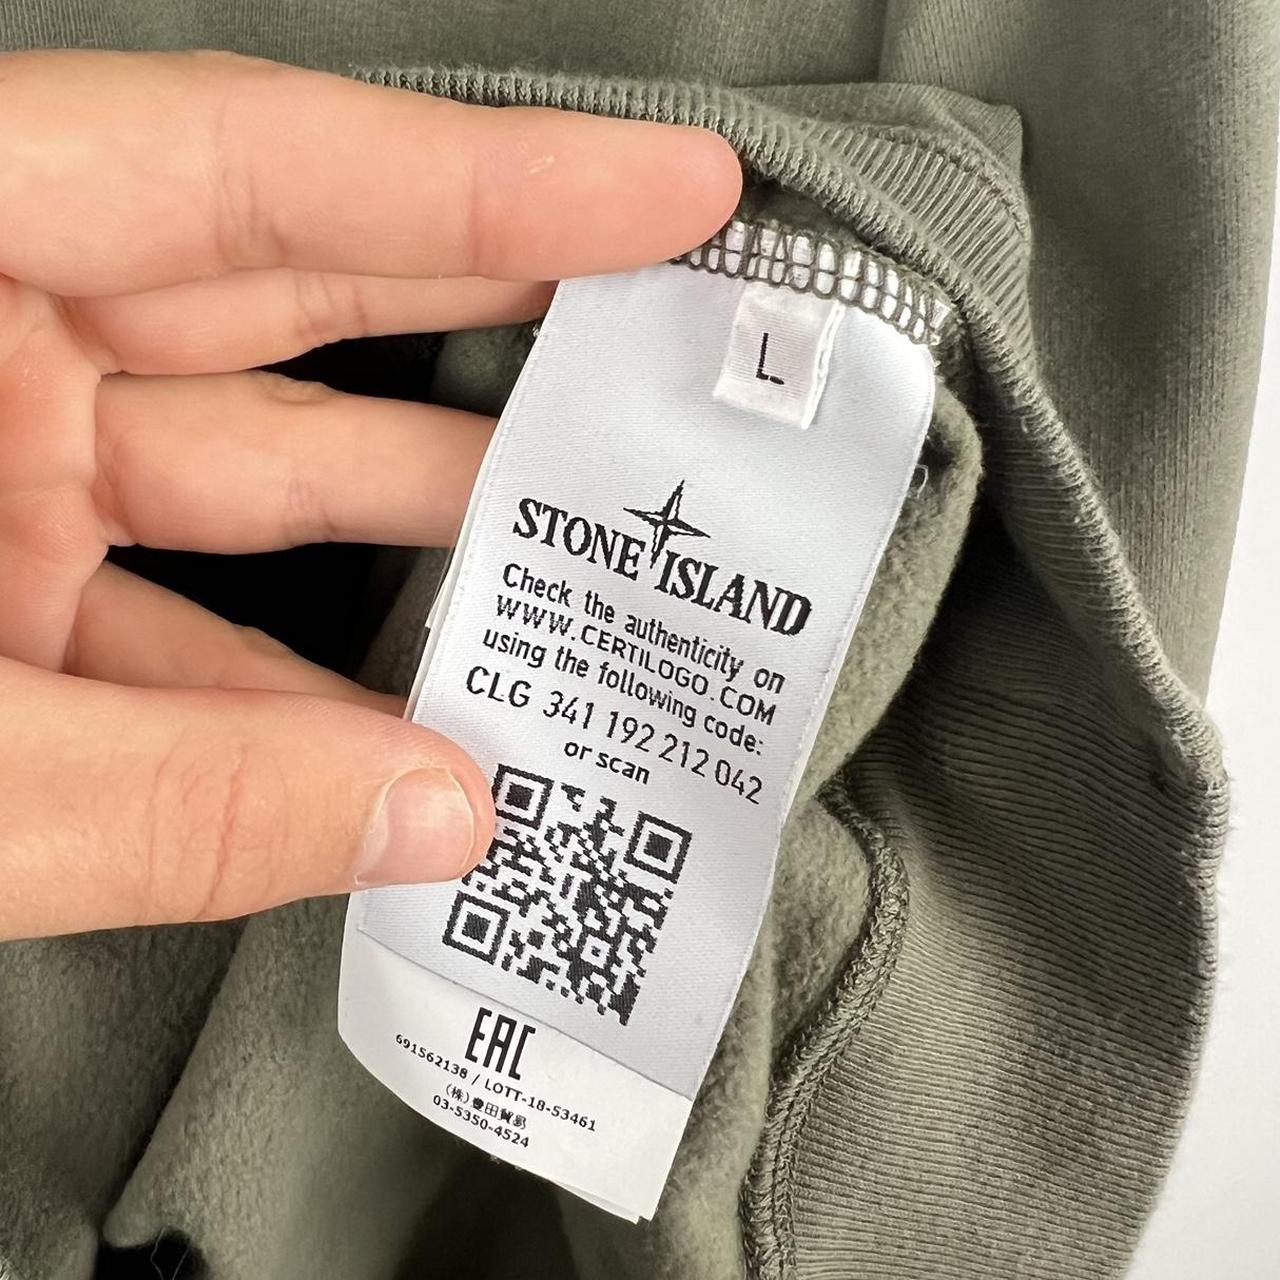 L
STONE ISLAND
Check the authenticity on
WWW.CERTILOGO.COM
using the following code:
CLG 341 192 212 042
or scan
EAC
691562138 / LOTT-18-53461
(株)豊田貿易
03-5350-4524